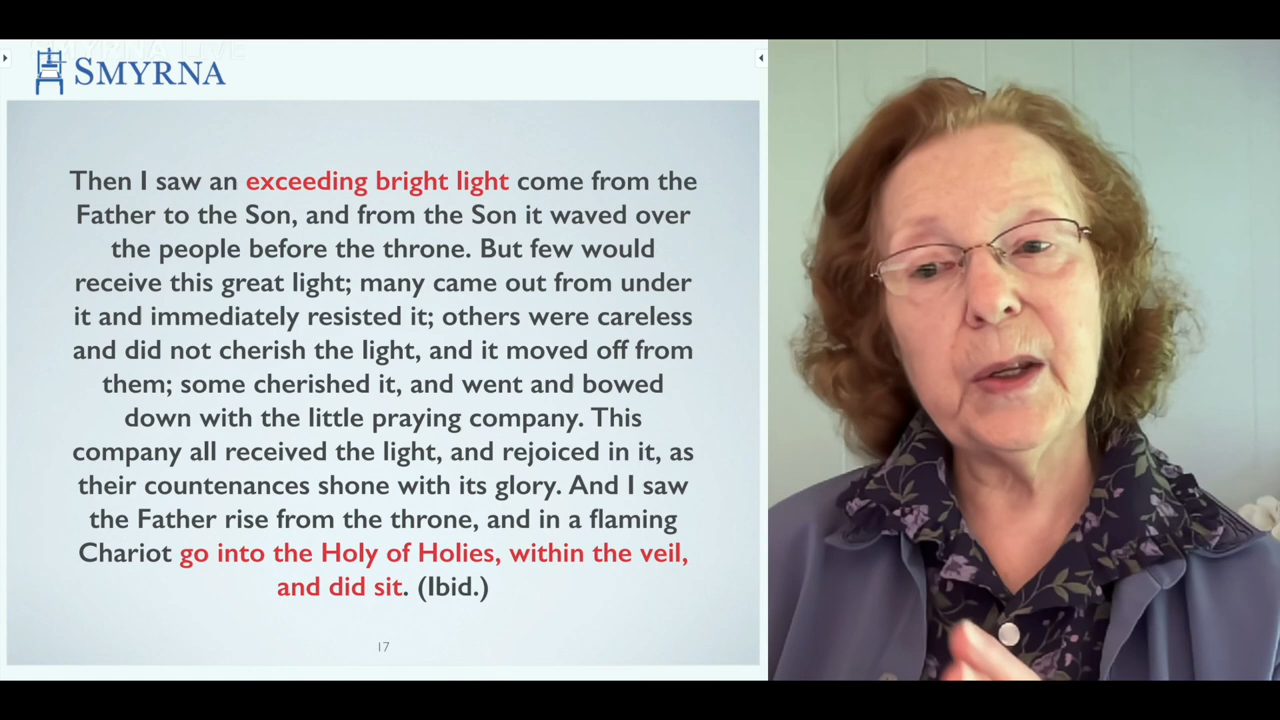 SMYRNA LIVE
SMYRNA
Then I saw an exceeding bright light come from the
Father to the Son, and from the Son it waved over
the people before the throne. But few would
receive this great light; many came out from under
it and immediately resisted it; others were careless
and did not cherish the light, and it moved off from
them; some cherished it, and went and bowed
down with the little praying company. This
company all received the light, and rejoiced in it, as
their countenances shone with its glory. And I saw
the Father rise from the throne, and in a flaming
Chariot go into the Holy of Holies, within the veil,
and did sit. (Ibid.)
17